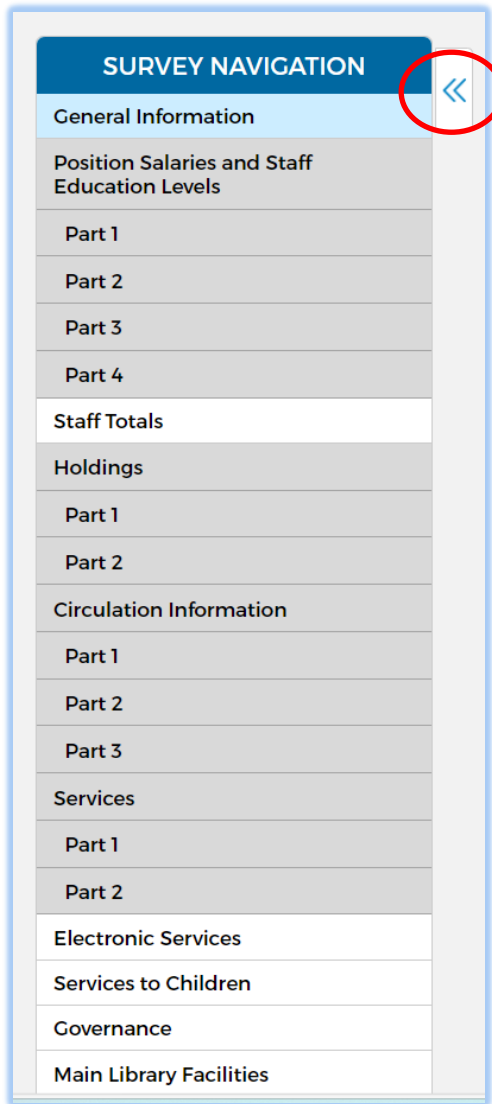 SURVEY NAVIGATION
General Information
Position Salaries and Staff
Education Levels
Part 1
Part 2
Part 3
Part 4
Staff Totals
Holdings
Part 1
Part 2
Circulation Information
Part 1
Part 2
Part 3
Services
Part 1
Part 2
Electronic Services
Services to Children
Governance
Main Library Facilities